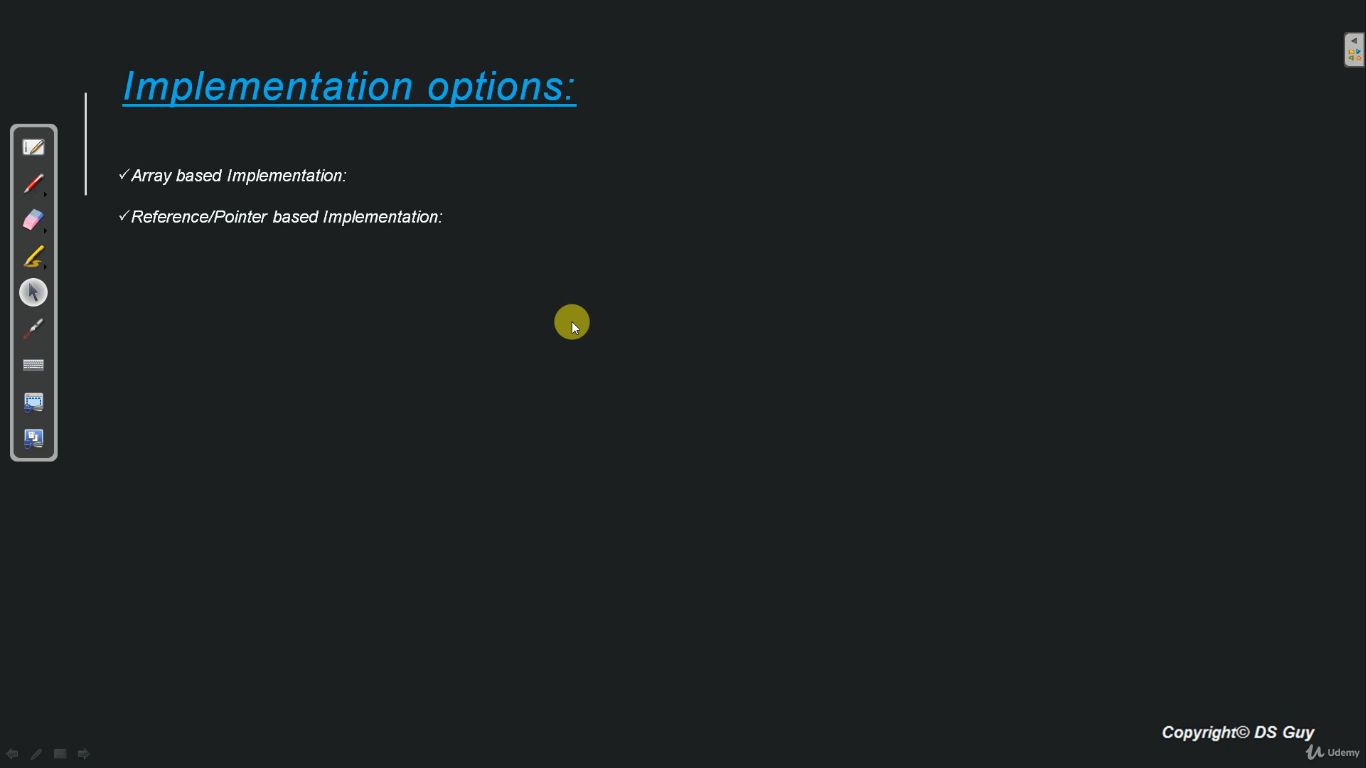 Implementation options:
✓Array based Implementation:
✓Reference/Pointer based Implementation:
Copyright© DS Guy
Udemy